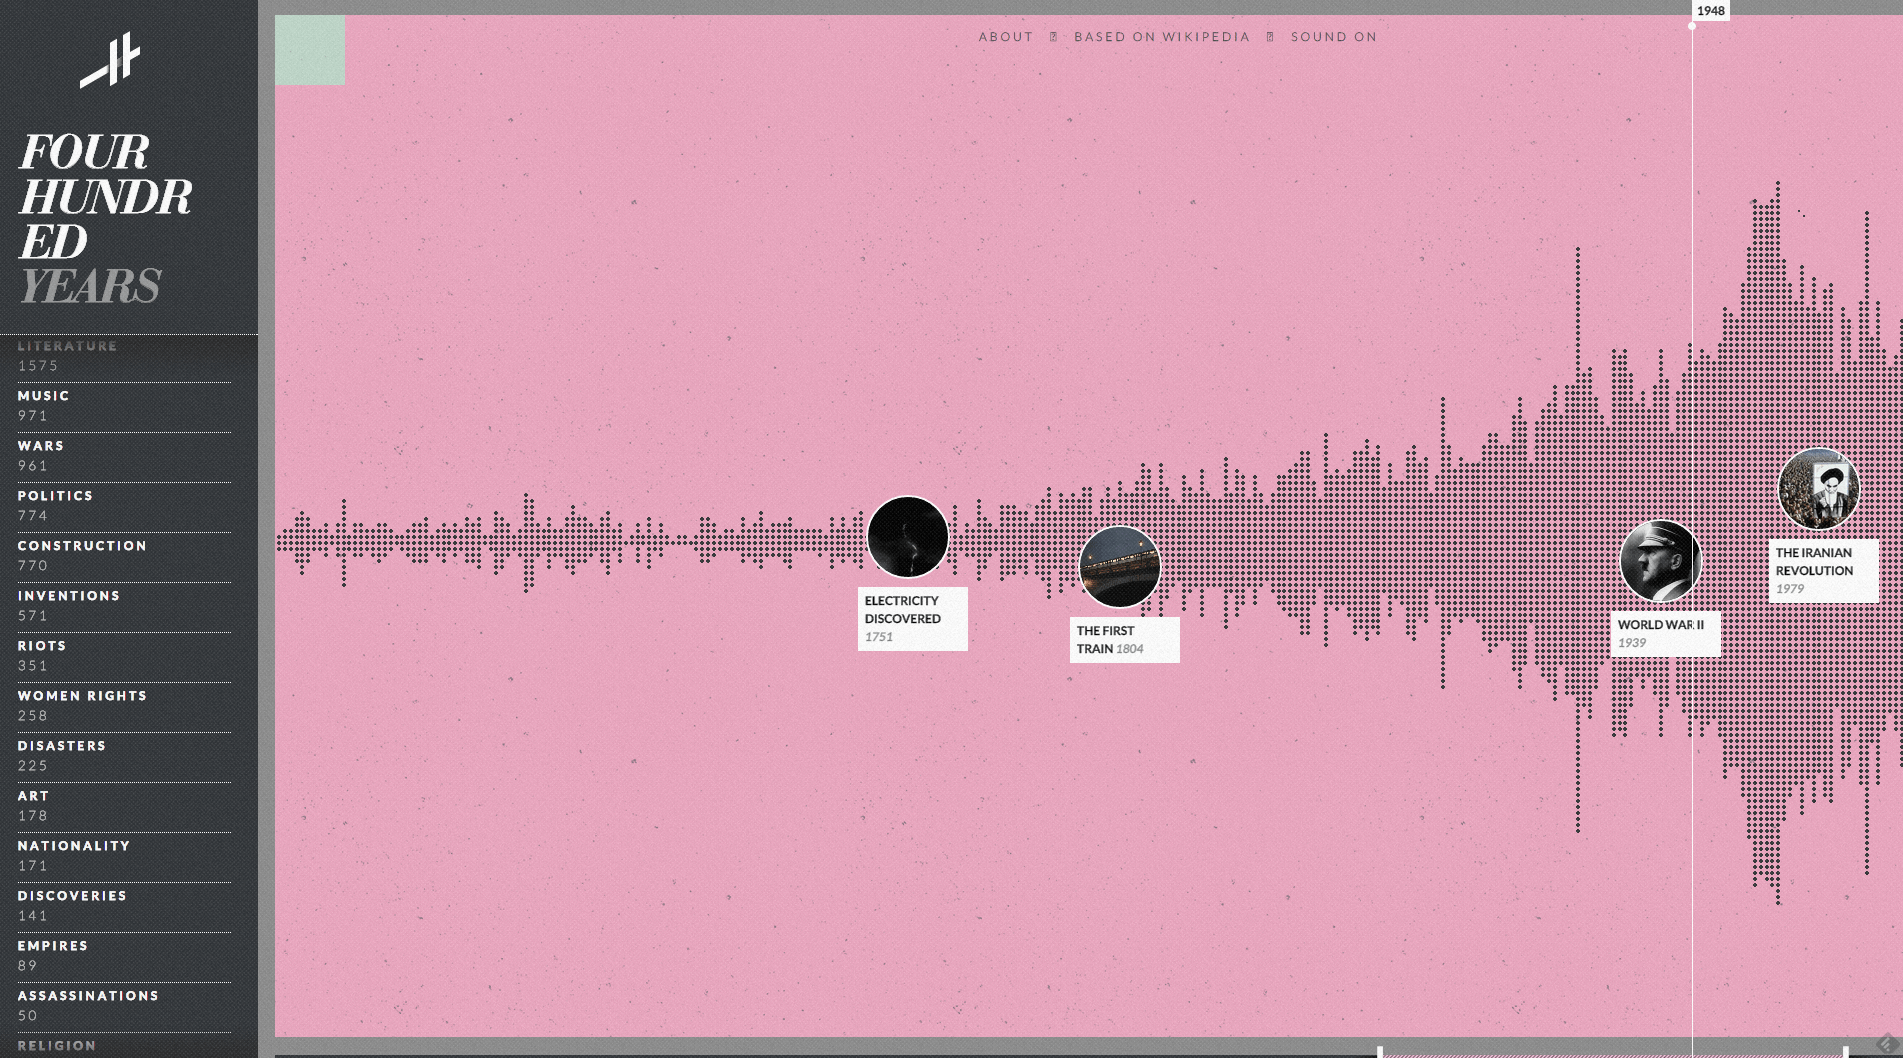 1948
ABOUT BASED ON WIKIPEDIA SOUND ON
FOUR
HUNDR
ED
YEARS
LITERATURE
1575
MUSIC
971
WARS
961
POLITICS
774
CONSTRUCTION
770
INVENTIONS
571
RIOTS
351
WOMEN RIGHTS
258
DISASTERS
225
ART
178
NATIONALITY
171
DISCOVERIES
141
EMPIRES
89
ASSASSINATIONS
50
RELIGION
ELECTRICITY
DISCOVERED
1751
THE FIRST
TRAIN 1804
WORLD WAR II
1939
THE IRANIAN
REVOLUTION
1979